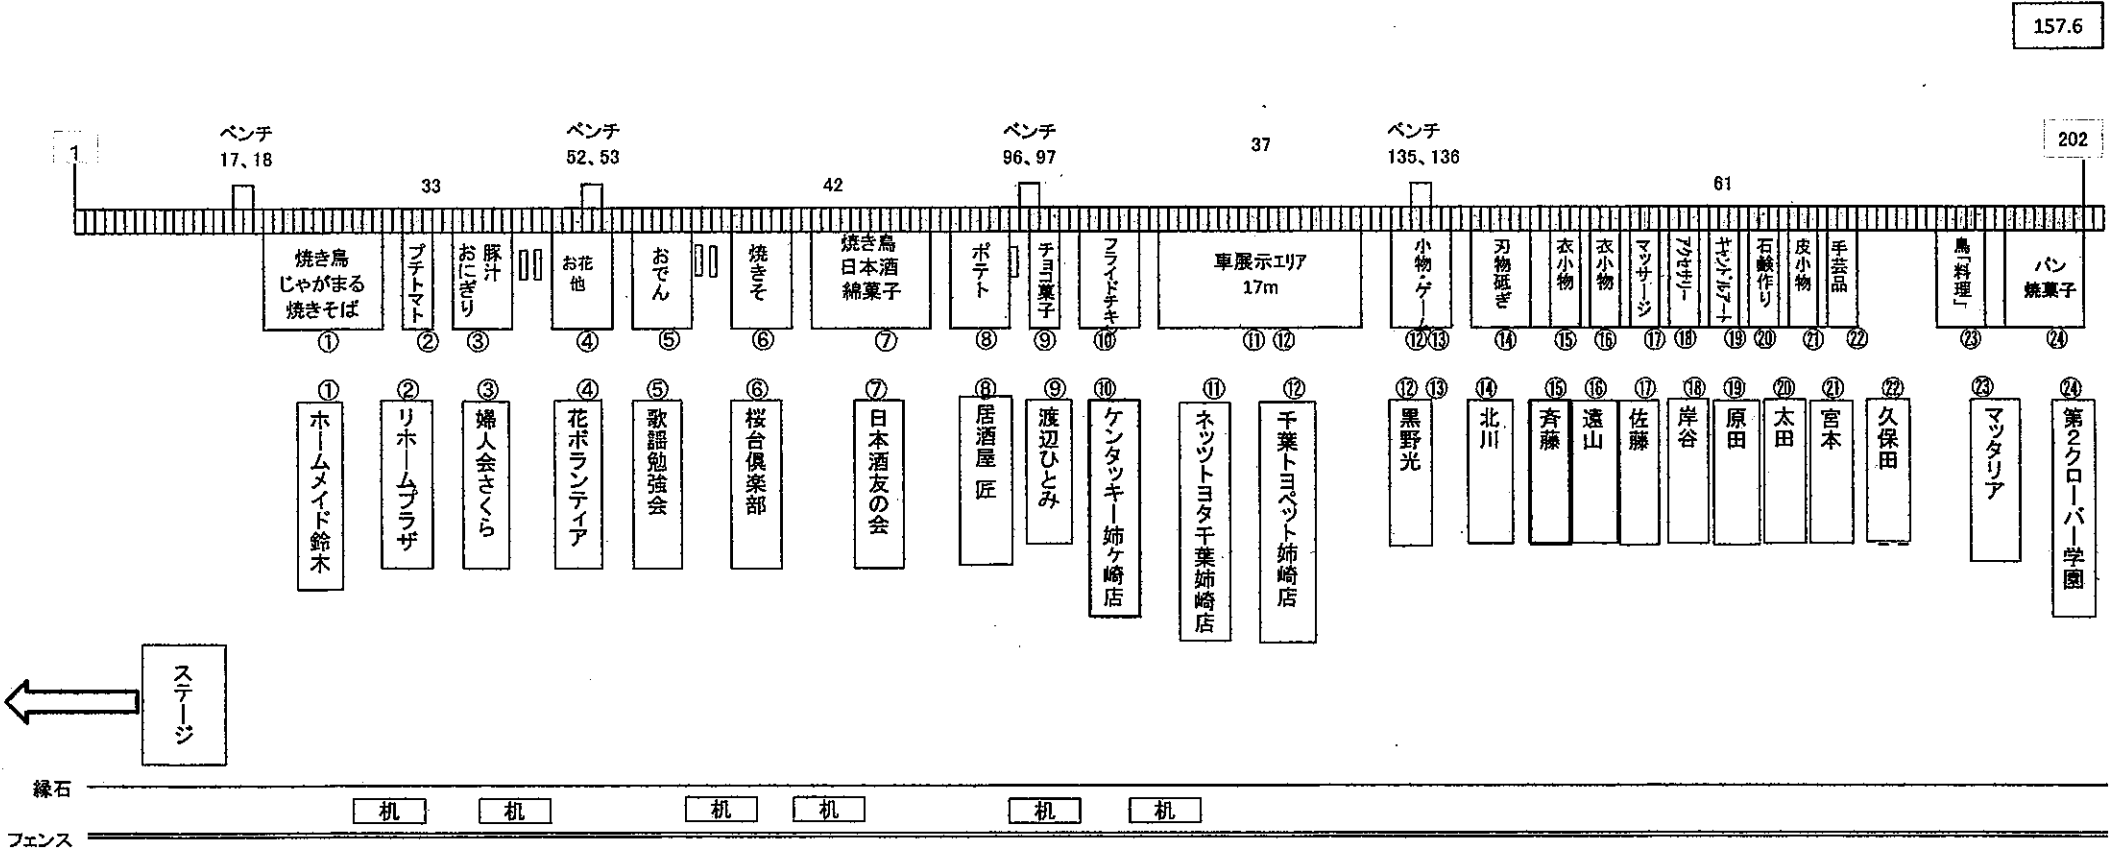 157.6
1
ベンチ
17、18
33
ベンチ
52、53
42
ベンチ
96、97
37
ベンチ
135、136
61
202
焼き鳥
じゃがまる
焼きそば
プチトマト
豚汁
おにぎり
お花
他
おでん
焼きそ
焼き鳥
日本酒
綿菓子
ポテト
チョコ菓子
フライドチキ
車展示エリア
17m
小物・ゲー
刃物砥ぎ
衣小物
衣小物
マッサージ
アクセサリー
キャンドルアート
石鹸作り
皮小物
手芸品
鳥「料理」
パン
焼菓子
① ② ③ ④ ⑤ ⑥ ⑦ ⑧ ⑨ ⑩ ⑪ ⑫ ⑫ ⑬ ⑭ ⑮ ⑯ ⑰ ⑱ ⑲ ⑳ ㉑ ㉒ ㉓ ㉔
① ② ③ ④ ⑤ ⑥ ⑦ ⑧ ⑨ ⑩ ⑪ ⑫ ⑫ ⑬ ⑭ ⑮ ⑯ ⑰ ⑱ ⑲ ⑳ ㉑ ㉒ ㉓ ㉔
ホームメイド鈴木
リホームプラザ
婦人会さくら
花ボランティア
歌謡勉強会
桜台倶楽部
日本酒友の会
居酒屋 匠
渡辺ひとみ
ケンタッキー姉ケ崎店
ネッツトヨタ千葉姉崎店
千葉トヨペット姉崎店
黒野光
北川
斉藤
遠山
佐藤
岸谷
原田
太田
宮本
久保田
マッタリア
第2クローバー学園
ステージ
縁石
机 机 机 机 机 机
フェンス